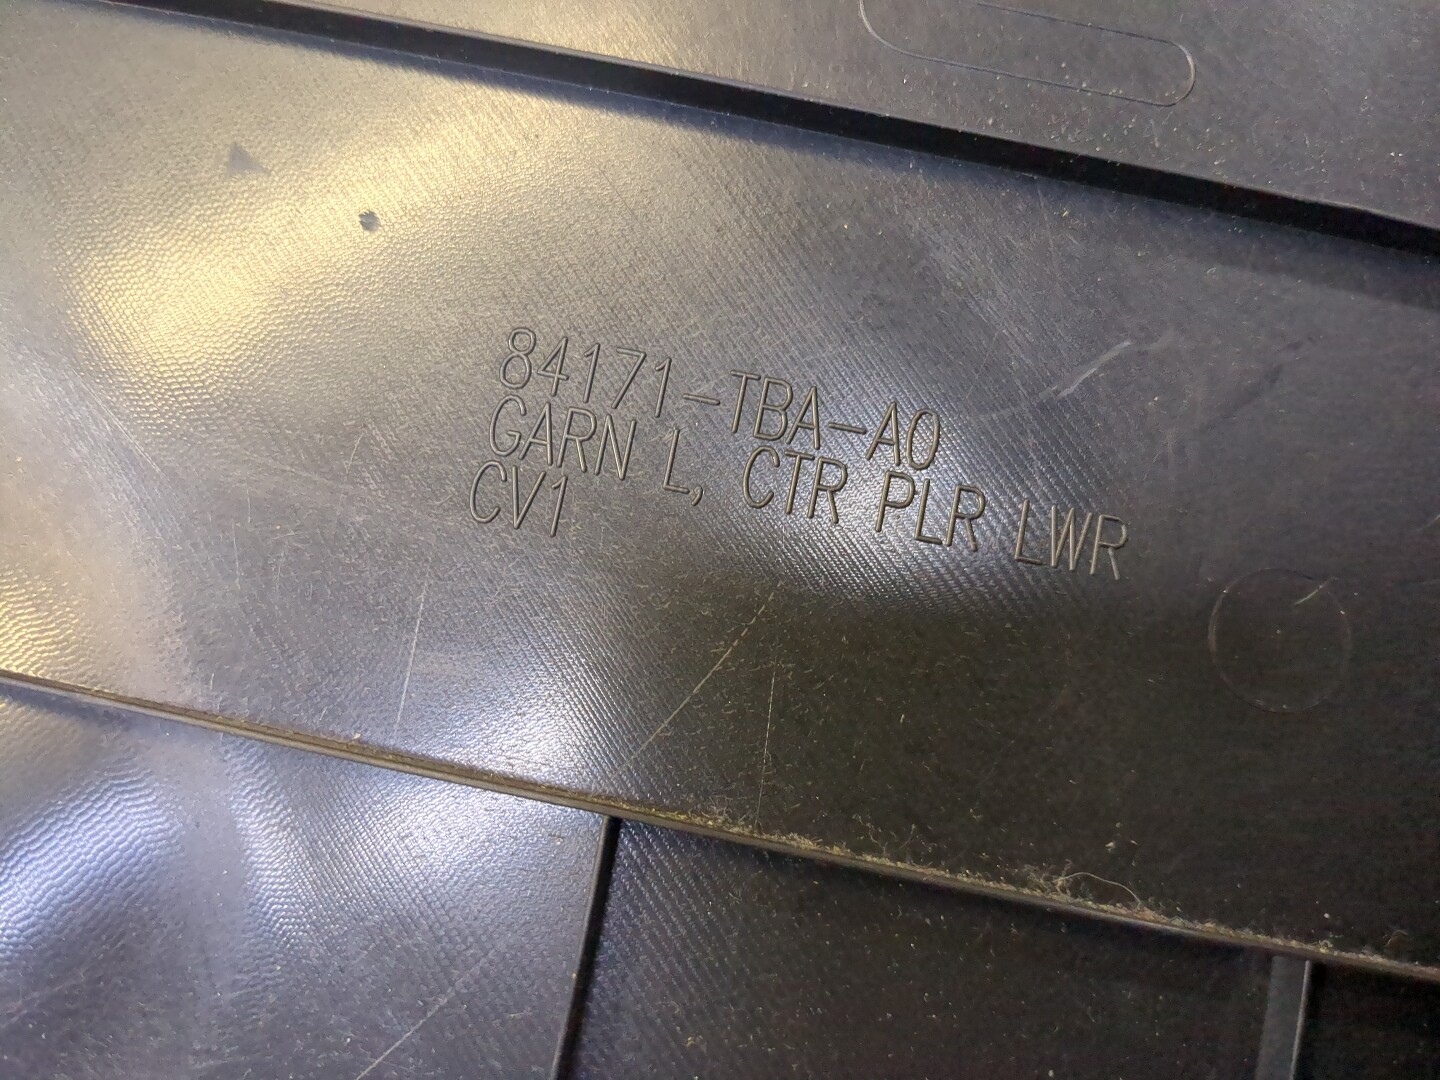 84171-TBA-A0
GARN L, CTR PLR LWR
CV1